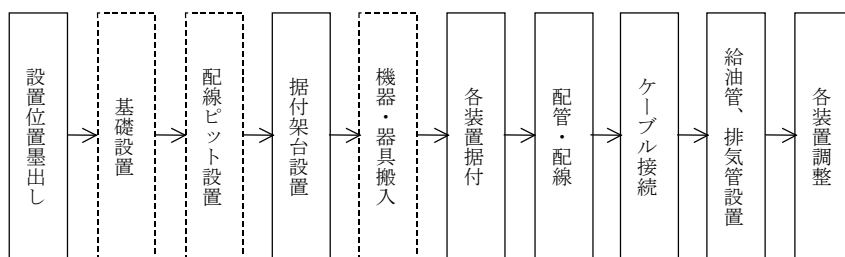 設置位置墨出し
基礎設置
配線ピット設置
据付架台設置
機器・器具搬入
各装置据付
配管・配線
ケーブル接続
給油管、排気管設置
各装置調整